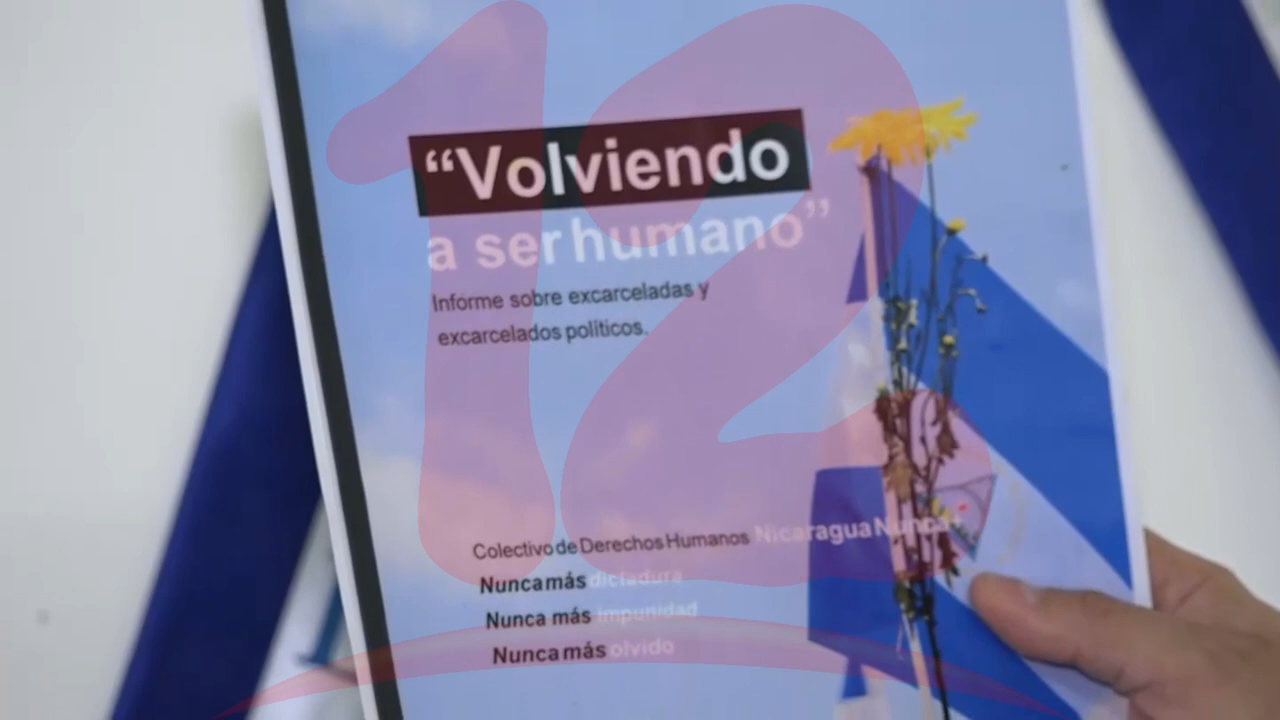 12
“Volviendo
a ser humano”
Informe sobre excarceladas y
excarcelados políticos.
Colectivo de Derechos Humanos Nicaragua Nunca+
Nunca más dictadura
Nunca más impunidad
Nunca más olvido